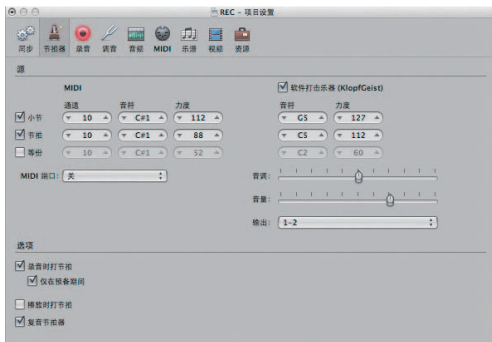 REC - 项目设置
同步 节拍器 录音 调音 音频 MIDI 乐谱 视频 资源
源
MIDI
软件打击乐器 (KlopfGeist)
通道 音符 力度 音符 力度
小节 10 C#1 112 G5 127
节拍 10 C#1 88 C5 112
等份 10 C#1 52 C2 60
MIDI 端口: 关
音调:
音量:
输出: 1-2
选项
录音时打节拍
仅在预备期间
播放时打节拍
复音节拍器